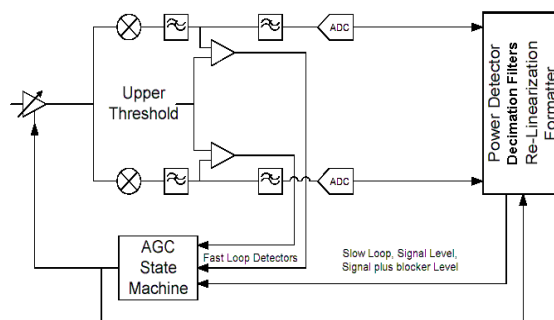 ADC
Upper
Threshold
ADC
Power Detector
Decimation Filters
Re-Linearization
Formatter
AGC
State
Machine
Fast Loop Detectors
Slow Loop, Signal Level,
Signal plus blocker Level